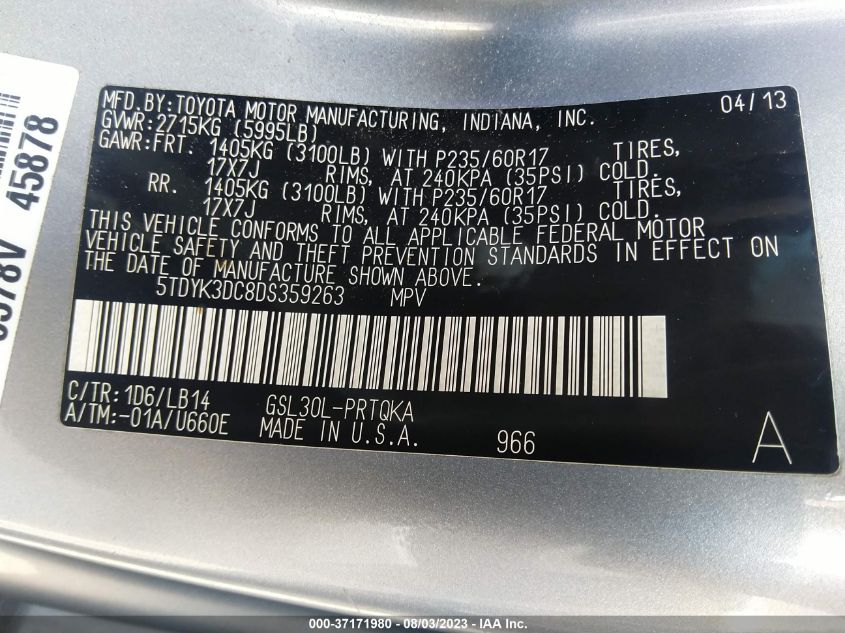 MFD.BY:TOYOTA MOTOR MANUFACTURING, INDIANA, INC. 04/13
GVWR:2715KG (5995LB)
GAWR:FRT. 1405KG (3100LB) WITH P235/60R17 TIRES,
17X7J RIMS, AT 240KPA (35PSI) COLD.
RR. 1405KG (3100LB) WITH P235/60R17 TIRES,
17X7J RIMS, AT 240KPA (35PSI) COLD.
THIS VEHICLE CONFORMS TO ALL APPLICABLE FEDERAL MOTOR
VEHICLE SAFETY AND THEFT PREVENTION STANDARDS IN EFFECT ON
THE DATE OF MANUFACTURE SHOWN ABOVE.
5TDYK3DC8DS359263 MPV
C/TR:1D6/LB14 GSL30L-PRTQKA
A/TM:-01A/U660E MADE IN U.S.A. 966 A
45878
000-37171980 - 08/03/2023 - IAA Inc.